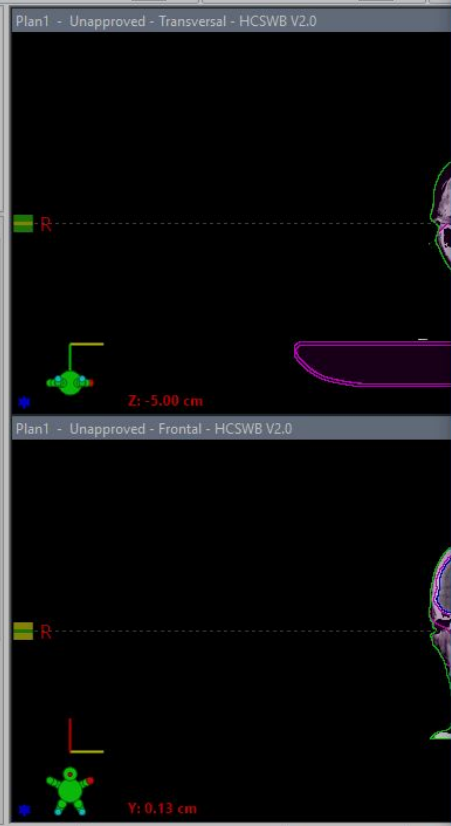 Plan1 - Unapproved - Transversal - HCSWB V2.0
R
Z: -5.00 cm
Plan1 - Unapproved - Frontal - HCSWB V2.0
R
Y: 0.13 cm